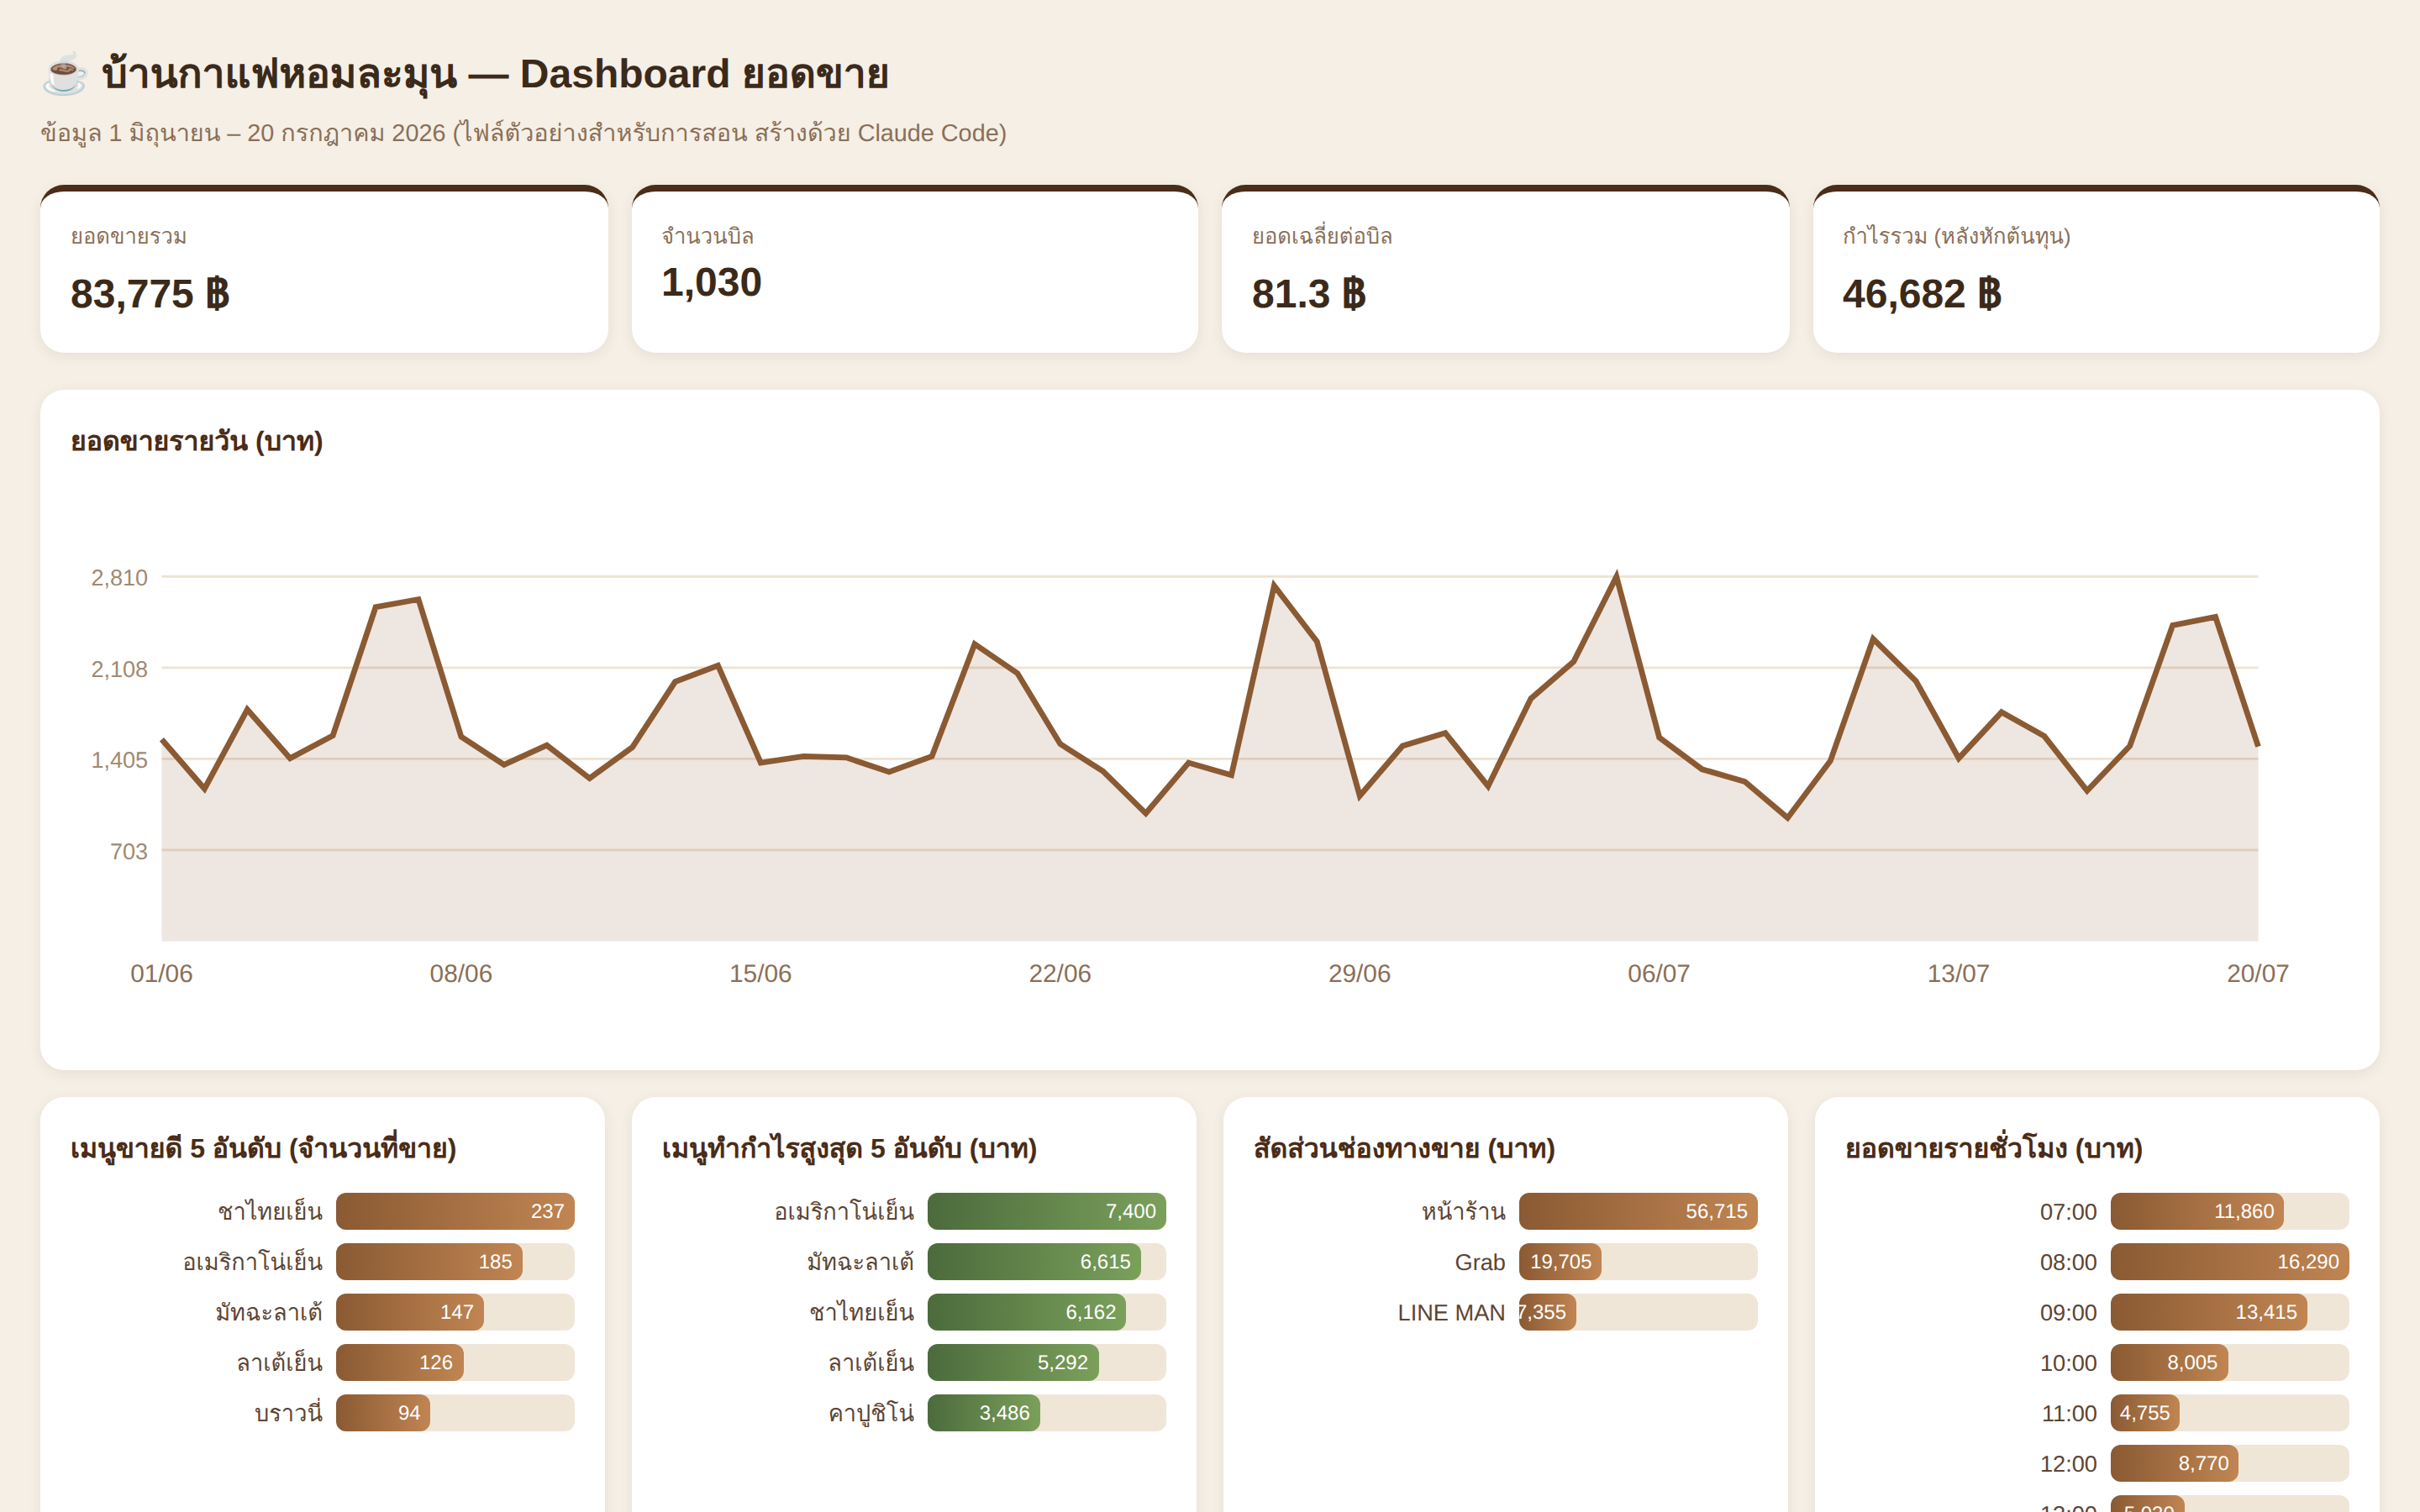 ☕ บ้านกาแฟหอมละมุน — Dashboard ยอดขาย
ข้อมูล 1 มิถุนายน – 20 กรกฎาคม 2026 (ไฟล์ตัวอย่างสำหรับการสอน สร้างด้วย Claude Code)
ยอดขายรวม
83,775 ฿
จำนวนบิล
1,030
ยอดเฉลี่ยต่อบิล
81.3 ฿
กำไรรวม (หลังหักต้นทุน)
46,682 ฿
ยอดขายรายวัน (บาท)
2,810
2,108
1,405
703
01/06 08/06 15/06 22/06 29/06 06/07 13/07 20/07
เมนูขายดี 5 อันดับ (จำนวนที่ขาย)
ชาไทยเย็น 237
อเมริกาโน่เย็น 185
มัทฉะลาเต้ 147
ลาเต้เย็น 126
บราวนี่ 94
เมนูทำกำไรสูงสุด 5 อันดับ (บาท)
อเมริกาโน่เย็น 7,400
มัทฉะลาเต้ 6,615
ชาไทยเย็น 6,162
ลาเต้เย็น 5,292
คาปูชิโน่ 3,486
สัดส่วนช่องทางขาย (บาท)
หน้าร้าน 56,715
Grab 19,705
LINE MAN 7,355
ยอดขายรายชั่วโมง (บาท)
07:00 11,860
08:00 16,290
09:00 13,415
10:00 8,005
11:00 4,755
12:00 8,770